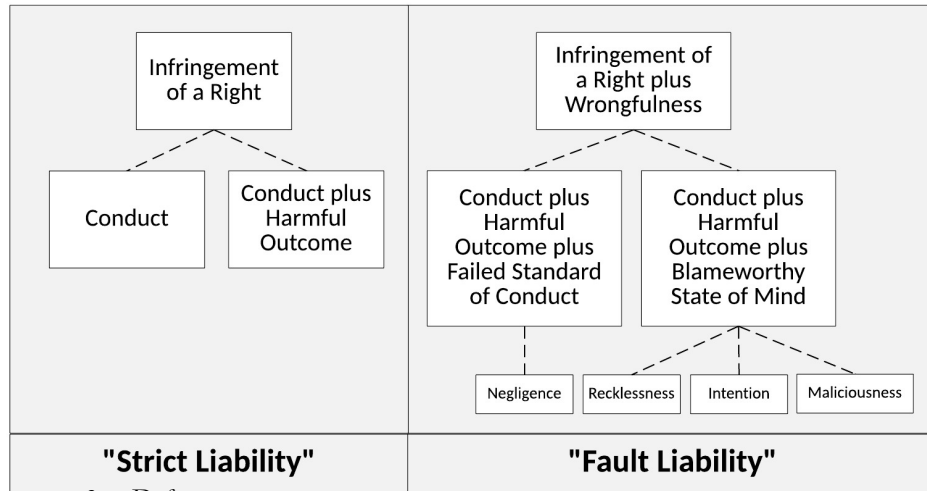 Infringement
of a Right
Conduct
Conduct plus
Harmful
Outcome
Infringement of
a Right plus
Wrongfulness
Conduct plus
Harmful
Outcome plus
Failed Standard
of Conduct
Conduct plus
Harmful
Outcome plus
Blameworthy
State of Mind
Negligence
Recklessness
Intention
Maliciousness
"Strict Liability"
"Fault Liability"